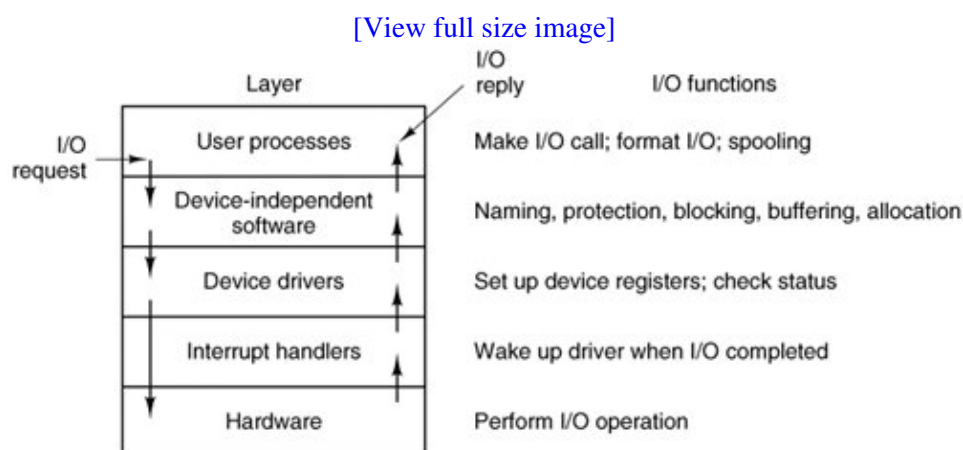 [View full size image]
Layer
I/O
reply
I/O functions
I/O
request
User processes
Make I/O call; format I/O; spooling
Device-independent
software
Naming, protection, blocking, buffering, allocation
Device drivers
Set up device registers; check status
Interrupt handlers
Wake up driver when I/O completed
Hardware
Perform I/O operation